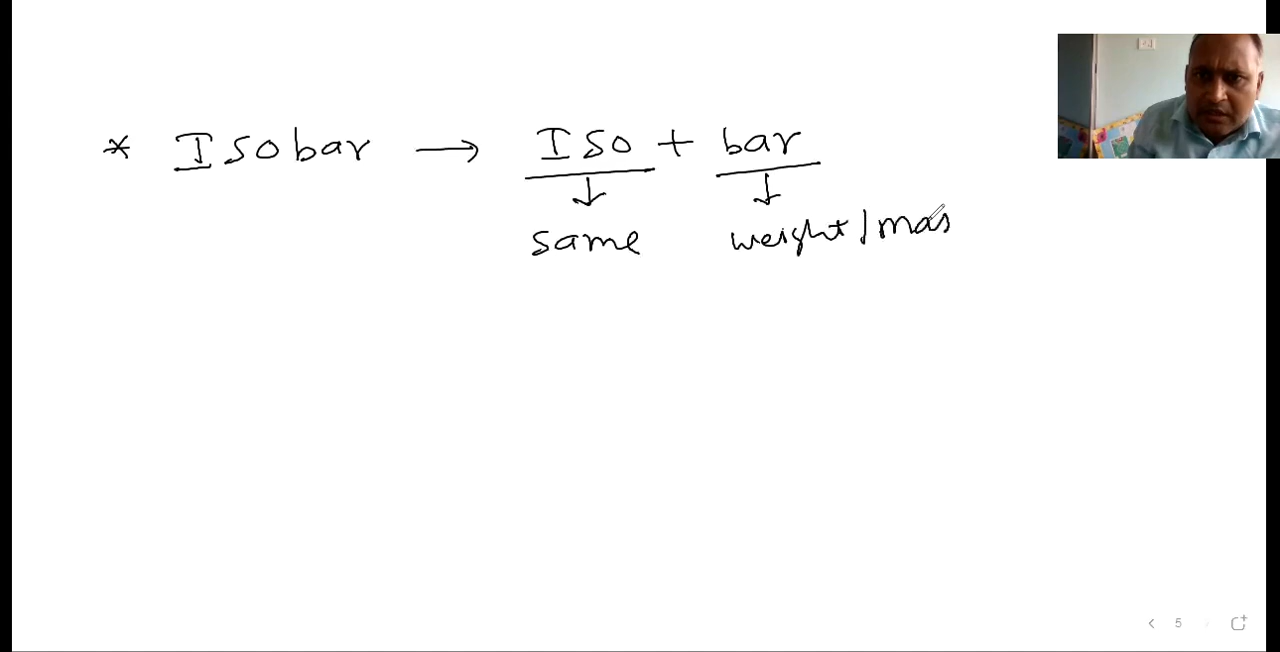 * Isobar → Iso + bar
↓ ↓
same weight/mas
< 5 >